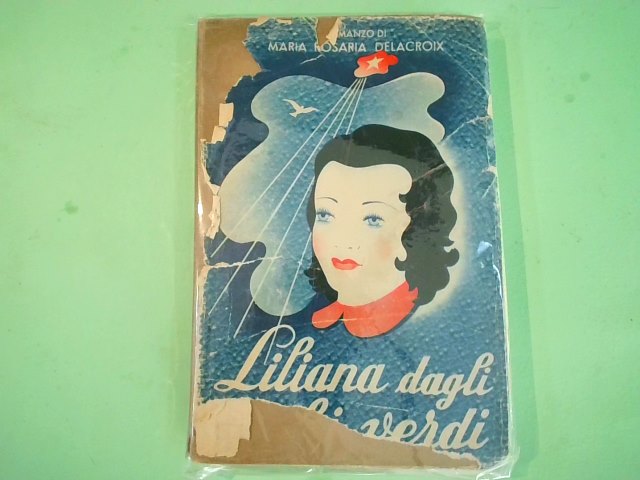 MANZO DI
MARIA ROSARIA DELACROIX
Liliana dagli
verdi